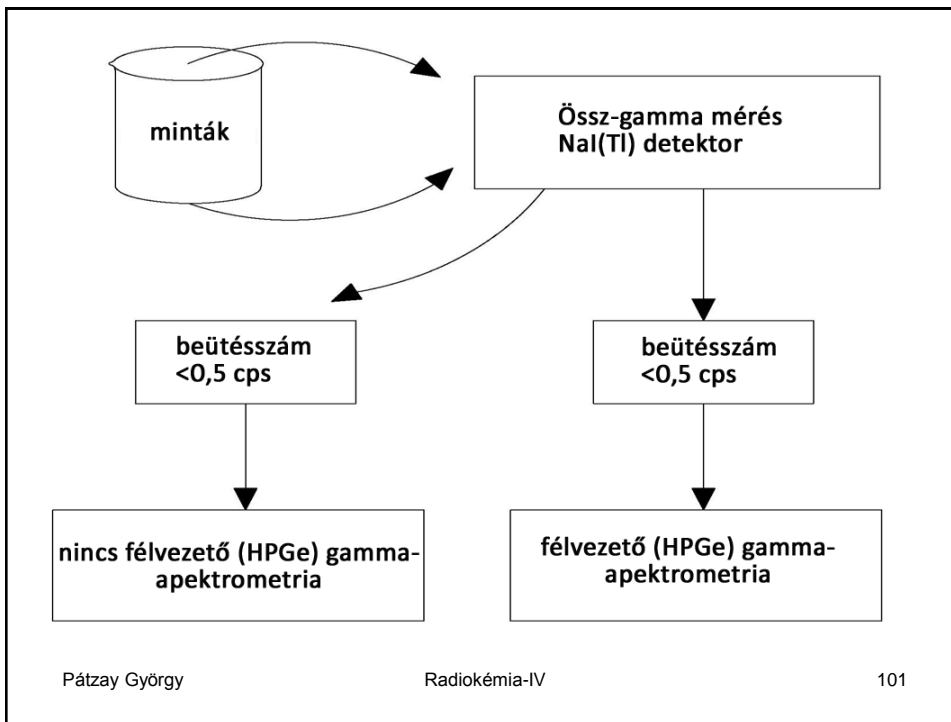 minták
Össz-gamma mérés
NaI(Tl) detektor
beütésszám
<0,5 cps
beütésszám
<0,5 cps
nincs félvezető (HPGe) gamma-
apektrometria
félvezető (HPGe) gamma-
apektrometria
Pátzay György
Radiokémia-IV
101